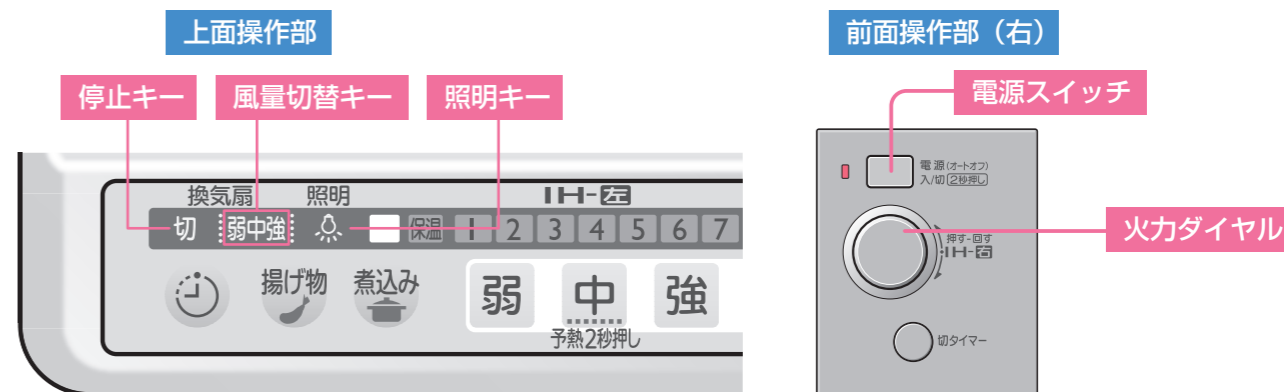 上面操作部
前面操作部（右）
停止キー
風量切替キー
照明キー
電源スイッチ
換気扇
照明
IH-左
切
弱中強
保温
1 2 3 4 5 6 7
揚げ物
煮込み
弱
中
強
予熱2秒押し
電源(オートオフ)
入/切 2秒押し
火力ダイヤル
押す-回す
IH-右
切タイマー